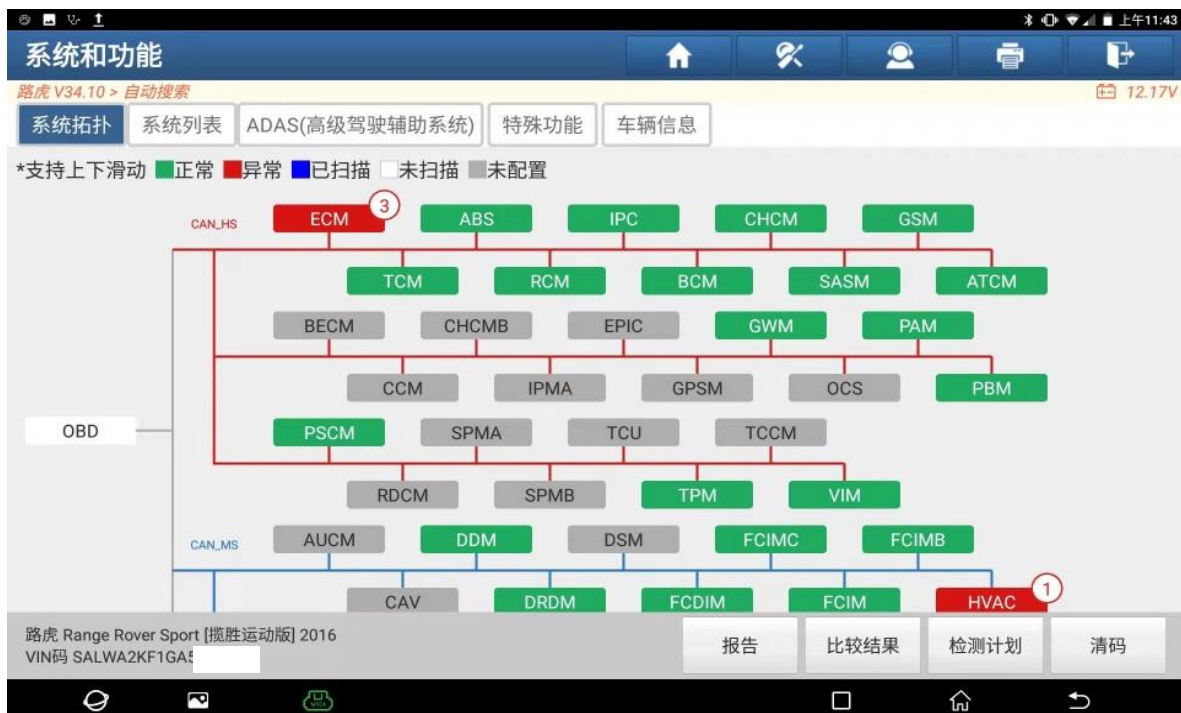 上午11:43
系统和功能
路虎 V34.10 > 自动搜索 12.17V
系统拓扑 系统列表 ADAS(高级驾驶辅助系统) 特殊功能 车辆信息
*支持上下滑动 正常 异常 已扫描 未扫描 未配置
CAN_HS ECM 3 ABS IPC CHCM GSM
TCM RCM BCM SASM ATCM
BECM CHCMB EPIC GWM PAM
CCM IPMA GPSM OCS PBM
OBD PSCM SPMA TCU TCCM
RDCM SPMB TPM VIM
CAN_MS AUCM DDM DSM FCIMC FCIMB
CAV DRDM FCDIM FCIM HVAC 1
路虎 Range Rover Sport [揽胜运动版] 2016
VIN码 SALWA2KF1GA5
报告 比较结果 检测计划 清码
VCI